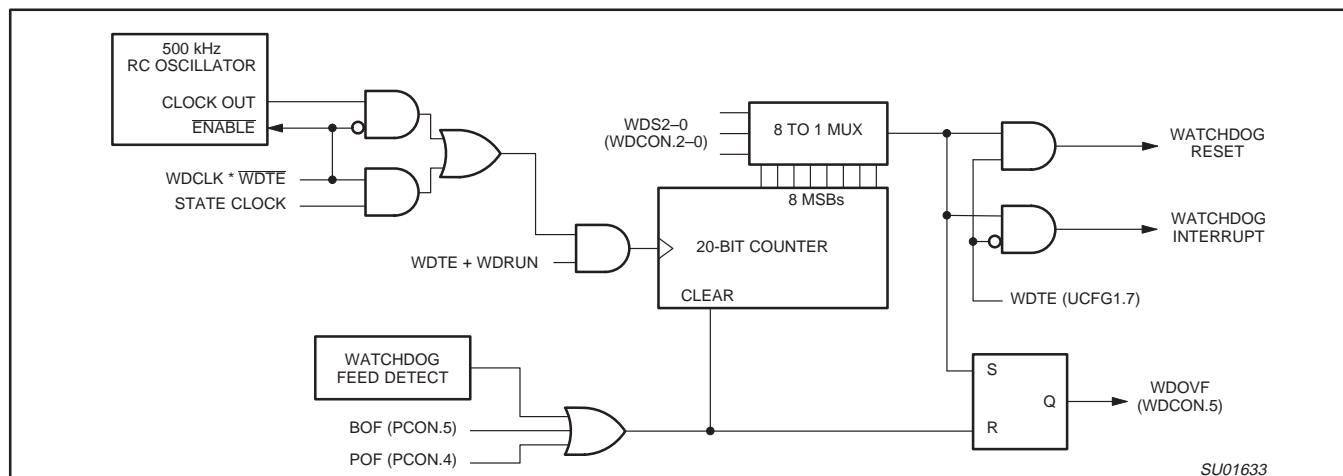 500 kHz
RC OSCILLATOR
CLOCK OUT
ENABLE
WDCLK * WDTE
STATE CLOCK
WDS2–0
(WDCON.2–0)
8 TO 1 MUX
8 MSBs
20-BIT COUNTER
CLEAR
WDTE + WDRUN
WATCHDOG
RESET
WATCHDOG
INTERRUPT
WDTE (UCFG1.7)
WATCHDOG
FEED DETECT
BOF (PCON.5)
POF (PCON.4)
S
Q
R
WDOVF
(WDCON.5)
SU01633